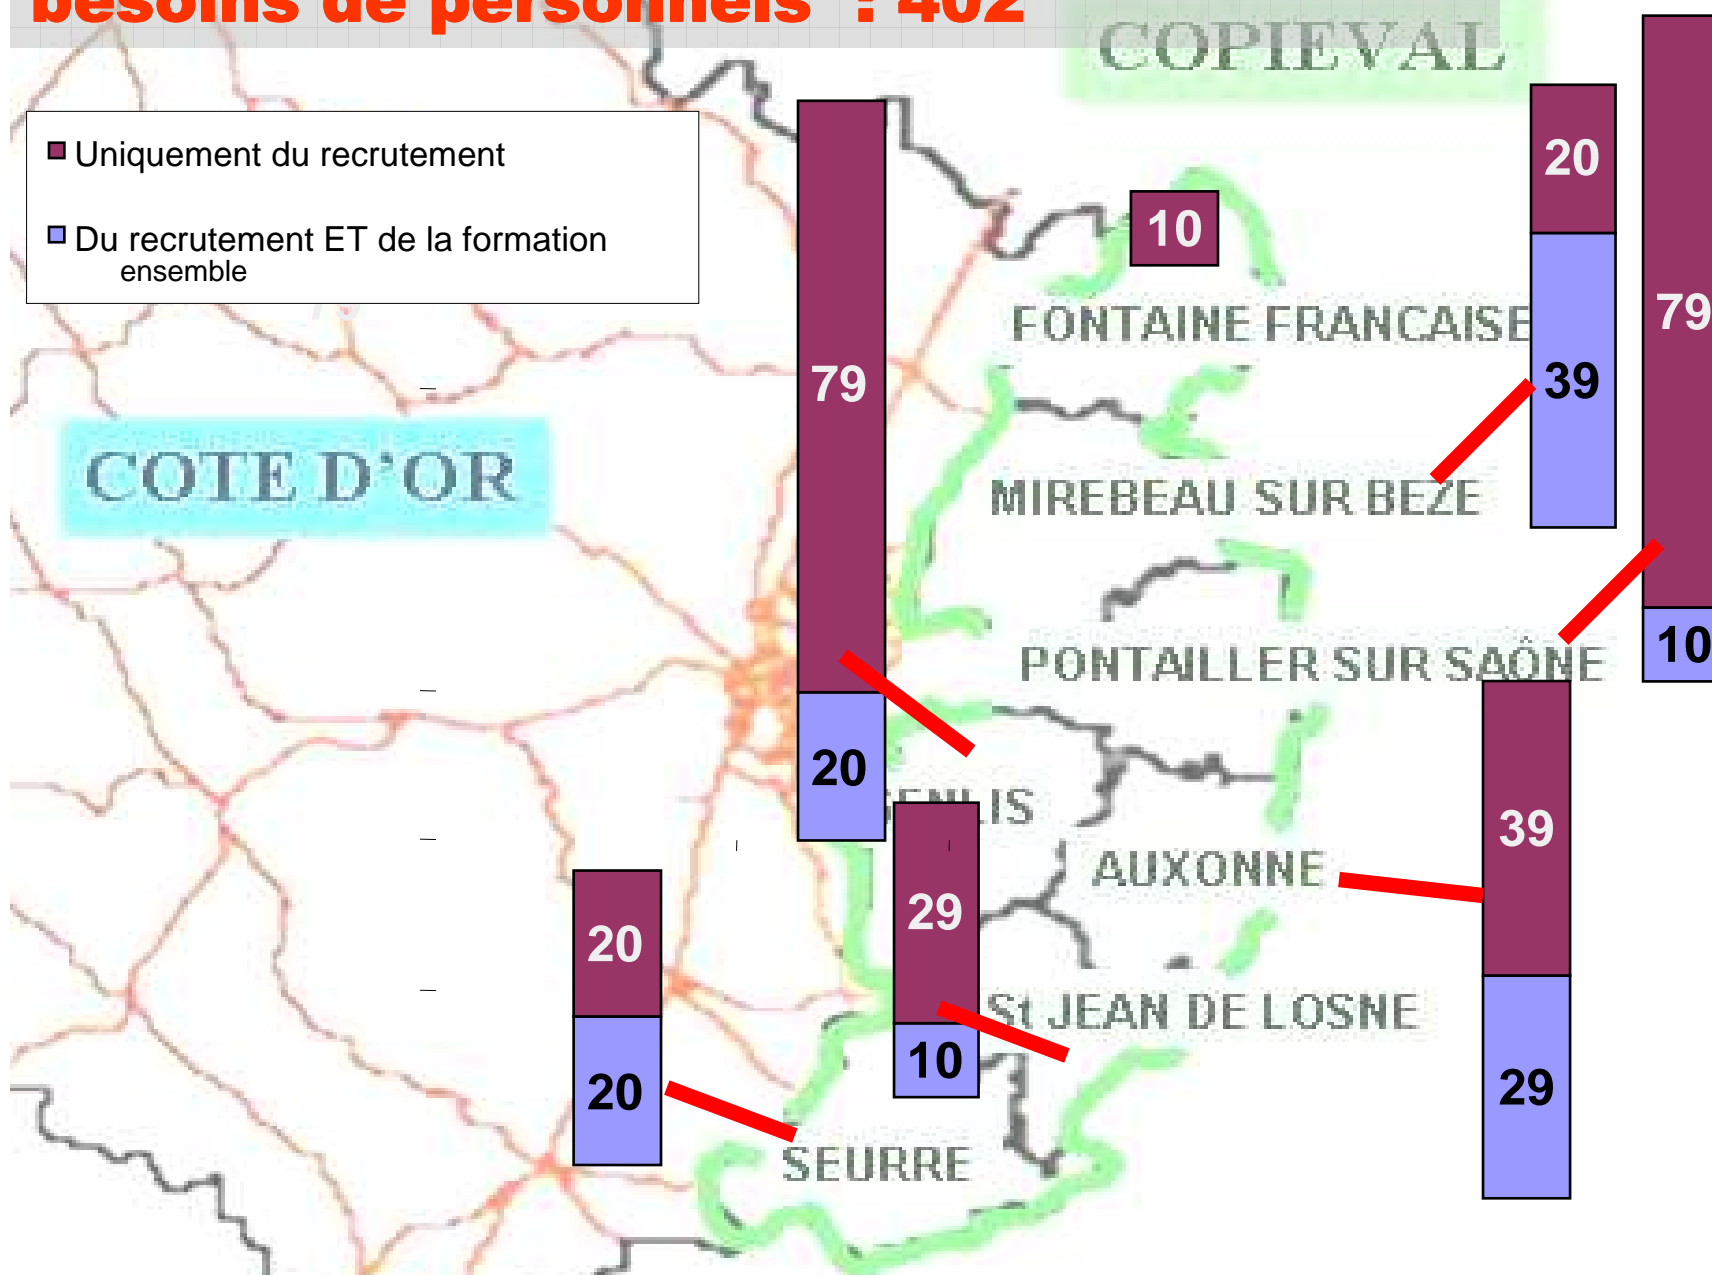 besoins de personnels : 402
COPIEVAL
Uniquement du recrutement
Du recrutement ET de la formation
ensemble
20
10
79
FONTAINE FRANCAISE
79
39
COTE D'OR
MIREBEAU SUR BEZE
PONTAILLER SUR SAÔNE
10
20
GENLIS
39
AUXONNE
29
20
St JEAN DE LOSNE
10
20
29
SEURRE